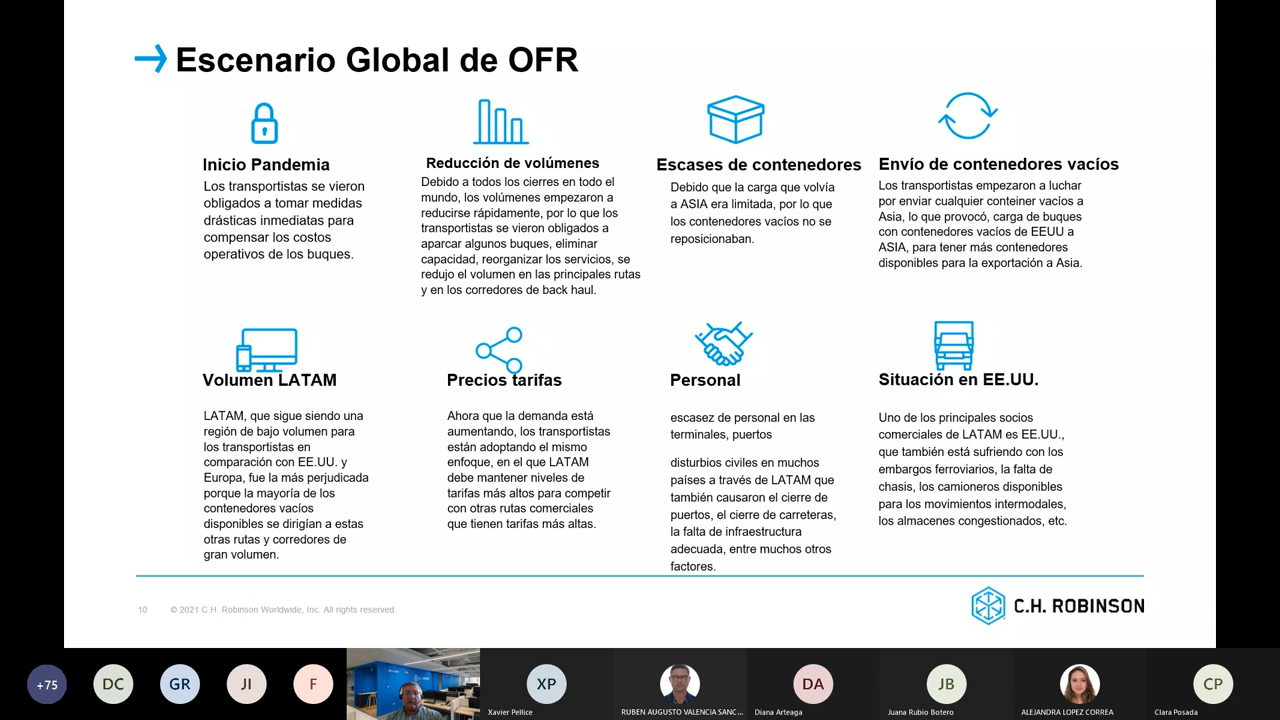 Escenario Global de OFR
Inicio Pandemia
Los transportistas se vieron
obligados a tomar medidas
drásticas inmediatas para
compensar los costos
operativos de los buques.
Reducción de volúmenes
Debido a todos los cierres en todo el
mundo, los volúmenes empezaron a
reducirse rápidamente, por lo que los
transportistas se vieron obligados a
aparcar algunos buques, eliminar
capacidad, reorganizar los servicios, se
redujo el volumen en las principales rutas
y en los corredores de back haul.
Escases de contenedores
Debido que la carga que volvía
a ASIA era limitada, por lo que
los contenedores vacíos no se
reposicionaban.
Envío de contenedores vacíos
Los transportistas empezaron a luchar
por enviar cualquier conteiner vacíos a
Asia, lo que provocó, carga de buques
con contenedores vacíos de EEUU a
ASIA, para tener más contenedores
disponibles para la exportación a Asia.
Volumen LATAM
LATAM, que sigue siendo una
región de bajo volumen para
los transportistas en
comparación con EE.UU. y
Europa, fue la más perjudicada
porque la mayoría de los
contenedores vacíos
disponibles se dirigían a estas
otras rutas y corredores de
gran volumen.
Precios tarifas
Ahora que la demanda está
aumentando, los transportistas
están adoptando el mismo
enfoque, en el que LATAM
debe mantener niveles de
tarifas más altos para competir
con otras rutas comerciales
que tienen tarifas más altas.
Personal
escasez de personal en las
terminales, puertos
disturbios civiles en muchos
países a través de LATAM que
también causaron el cierre de
puertos, el cierre de carreteras,
la falta de infraestructura
adecuada, entre muchos otros
factores.
Situación en EE.UU.
Uno de los principales socios
comerciales de LATAM es EE.UU.,
que también está sufriendo con los
embargos ferroviarios, la falta de
chasis, los camioneros disponibles
para los movimientos intermodales,
los almacenes congestionados, etc.
10 © 2021 C.H. Robinson Worldwide, Inc. All rights reserved.
C.H. ROBINSON
+75
DC
GR
JI
F
XP
Xavier Pellice
RUBEN AUGUSTO VALENCIA SANC...
DA
Diana Arteaga
JB
Juana Rubio Botero
ALEJANDRA LOPEZ CORREA
CP
Clara Posada